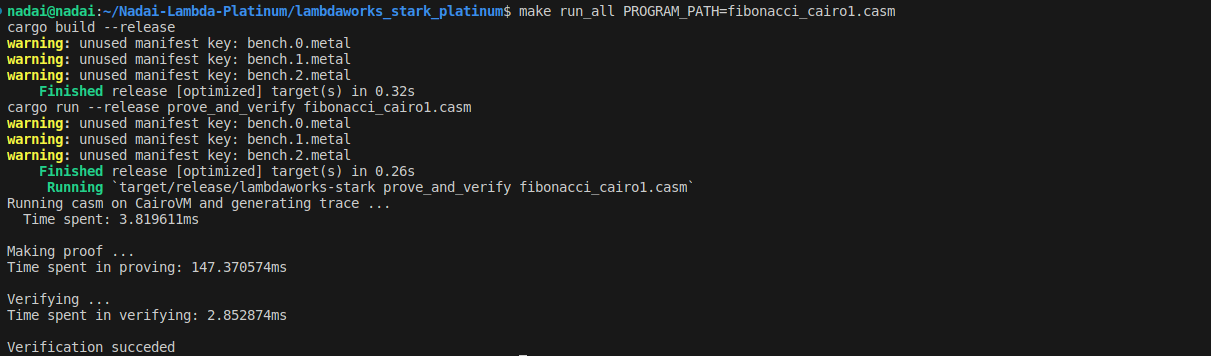 nadai@nadai:~/Nadai-Lambda-Platinum/lambdaworks_stark_platinum$ make run_all PROGRAM_PATH=fibonacci_cairo1.casm
cargo build --release
warning: unused manifest key: bench.0.metal
warning: unused manifest key: bench.1.metal
warning: unused manifest key: bench.2.metal
    Finished release [optimized] target(s) in 0.32s
cargo run --release prove_and_verify fibonacci_cairo1.casm
warning: unused manifest key: bench.0.metal
warning: unused manifest key: bench.1.metal
warning: unused manifest key: bench.2.metal
    Finished release [optimized] target(s) in 0.26s
     Running `target/release/lambdaworks-stark prove_and_verify fibonacci_cairo1.casm`
Running casm on CairoVM and generating trace ...
  Time spent: 3.819611ms

Making proof ...
Time spent in proving: 147.370574ms

Verifying ...
Time spent in verifying: 2.852874ms

Verification succeded